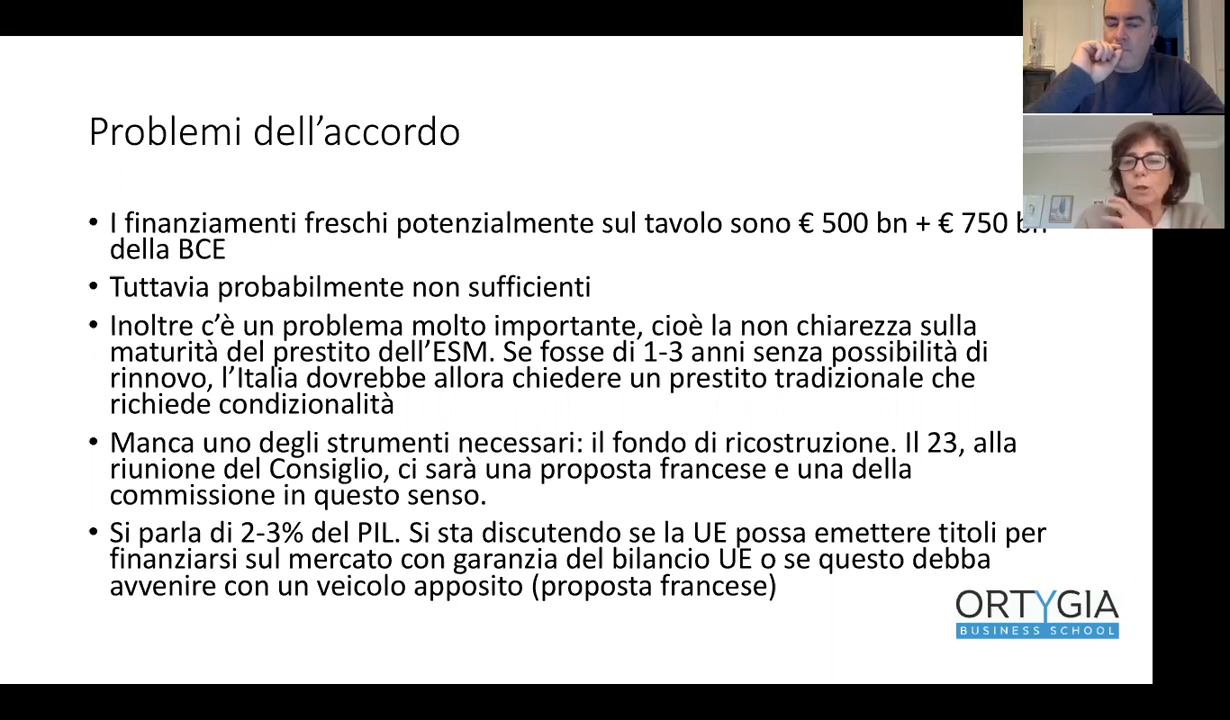 Problemi dell'accordo
• I finanziamenti freschi potenzialmente sul tavolo sono € 500 bn + € 750 bn
della BCE
• Tuttavia probabilmente non sufficienti
• Inoltre c'è un problema molto importante, cioè la non chiarezza sulla
maturità del prestito dell'ESM. Se fosse di 1-3 anni senza possibilità di
rinnovo, l'Italia dovrebbe allora chiedere un prestito tradizionale che
richiede condizionalità
• Manca uno degli strumenti necessari: il fondo di ricostruzione. Il 23, alla
riunione del Consiglio, ci sarà una proposta francese e una della
commissione in questo senso.
• Si parla di 2-3% del PIL. Si sta discutendo se la UE possa emettere titoli per
finanziarsi sul mercato con garanzia del bilancio UE o se questo debba
avvenire con un veicolo apposito (proposta francese)
ORTYGIA
BUSINESS SCHOOL